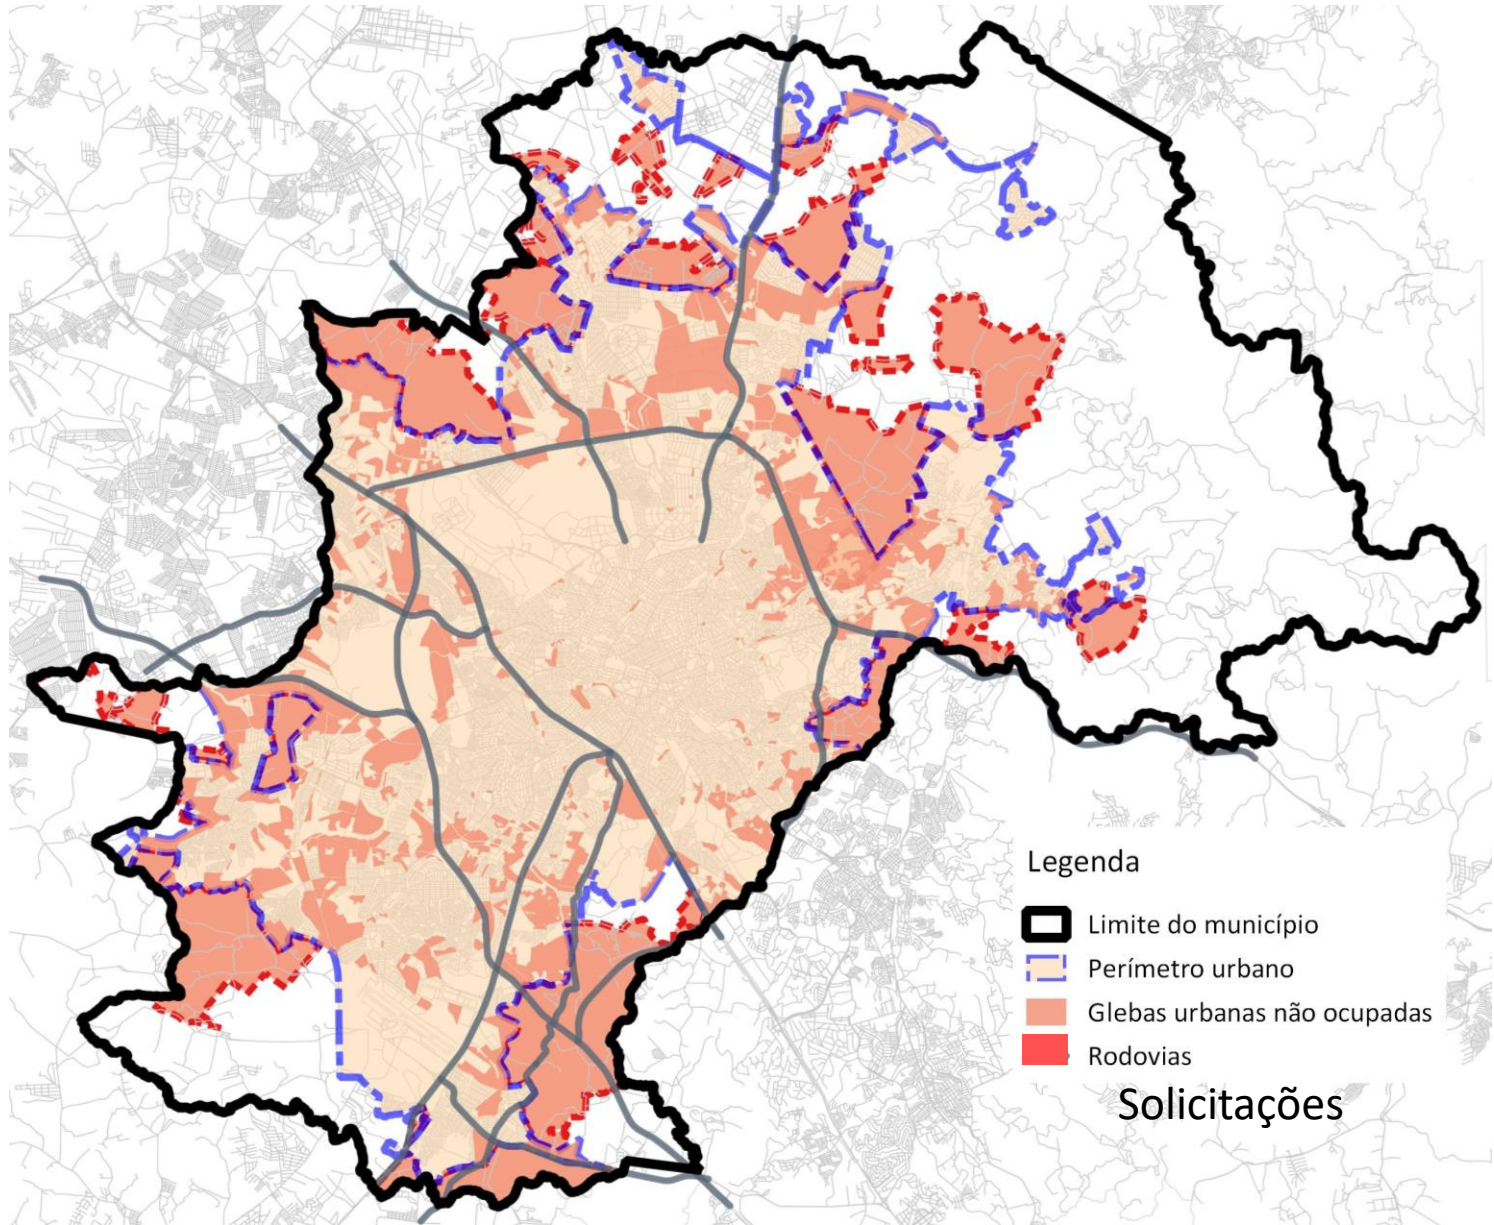 Legenda
Limite do município
Perímetro urbano
Glebas urbanas não ocupadas
Rodovias
Solicitações